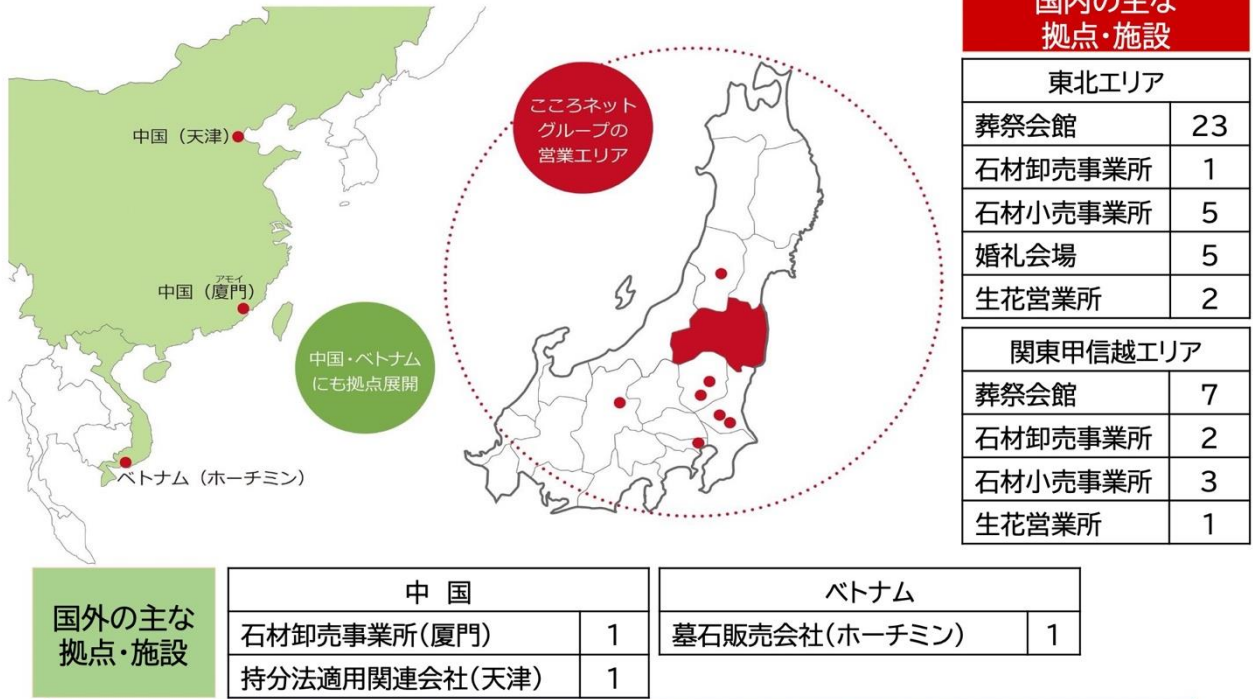 国内の主な
拠点・施設
中国（天津）
アモイ
中国（廈門）
ベトナム（ホーチミン）
中国・ベトナム
にも拠点展開
こころネット
グループの
営業エリア
東北エリア
葬祭会館 23
石材卸売事業所 1
石材小売事業所 5
婚礼会場 5
生花営業所 2
関東甲信越エリア
葬祭会館 7
石材卸売事業所 2
石材小売事業所 3
生花営業所 1
国外の主な
拠点・施設
中 国
石材卸売事業所(厦門) 1
持分法適用関連会社(天津) 1
ベトナム
墓石販売会社(ホーチミン) 1